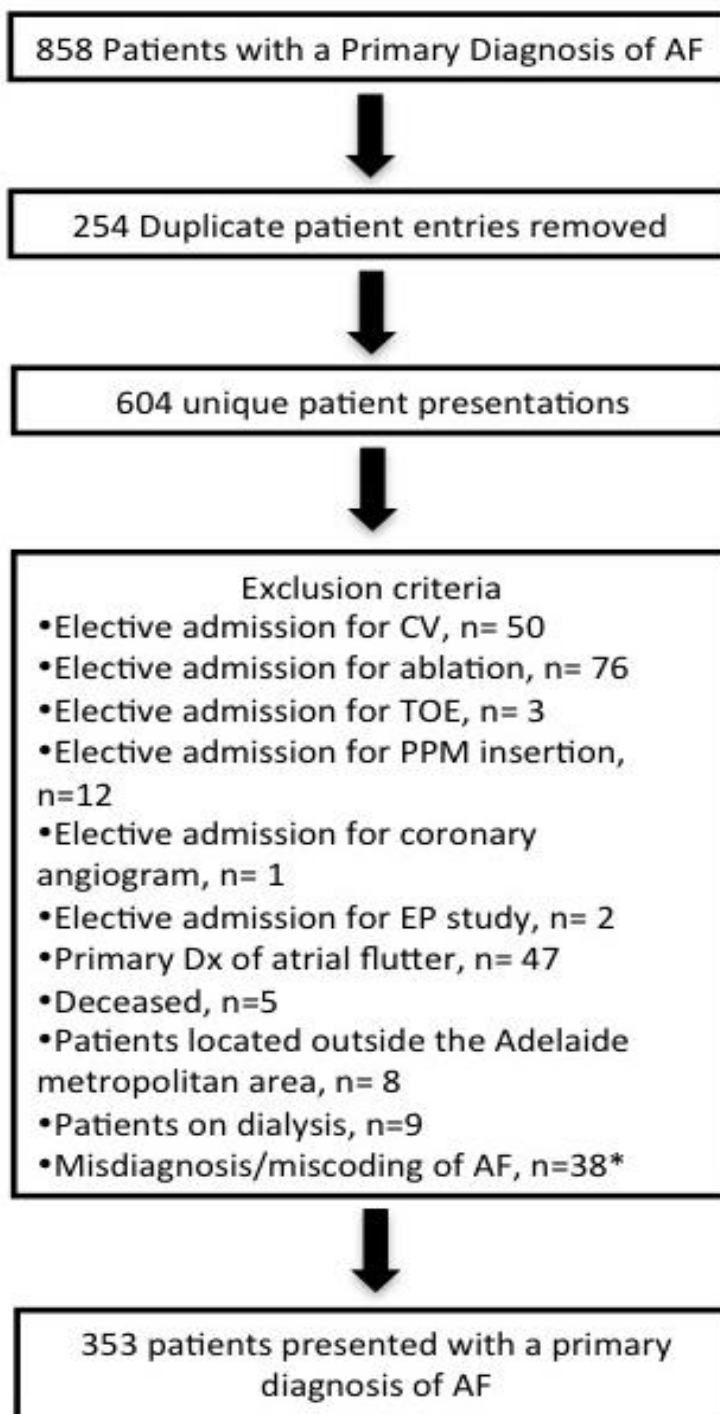 858 Patients with a Primary Diagnosis of AF
254 Duplicate patient entries removed
604 unique patient presentations
Exclusion criteria
•Elective admission for CV, n= 50
•Elective admission for ablation, n= 76
•Elective admission for TOE, n= 3
•Elective admission for PPM insertion,
n=12
•Elective admission for coronary
angiogram, n= 1
•Elective admission for EP study, n= 2
•Primary Dx of atrial flutter, n= 47
•Deceased, n=5
•Patients located outside the Adelaide
metropolitan area, n= 8
•Patients on dialysis, n=9
•Misdiagnosis/miscoding of AF, n=38*
353 patients presented with a primary
diagnosis of AF